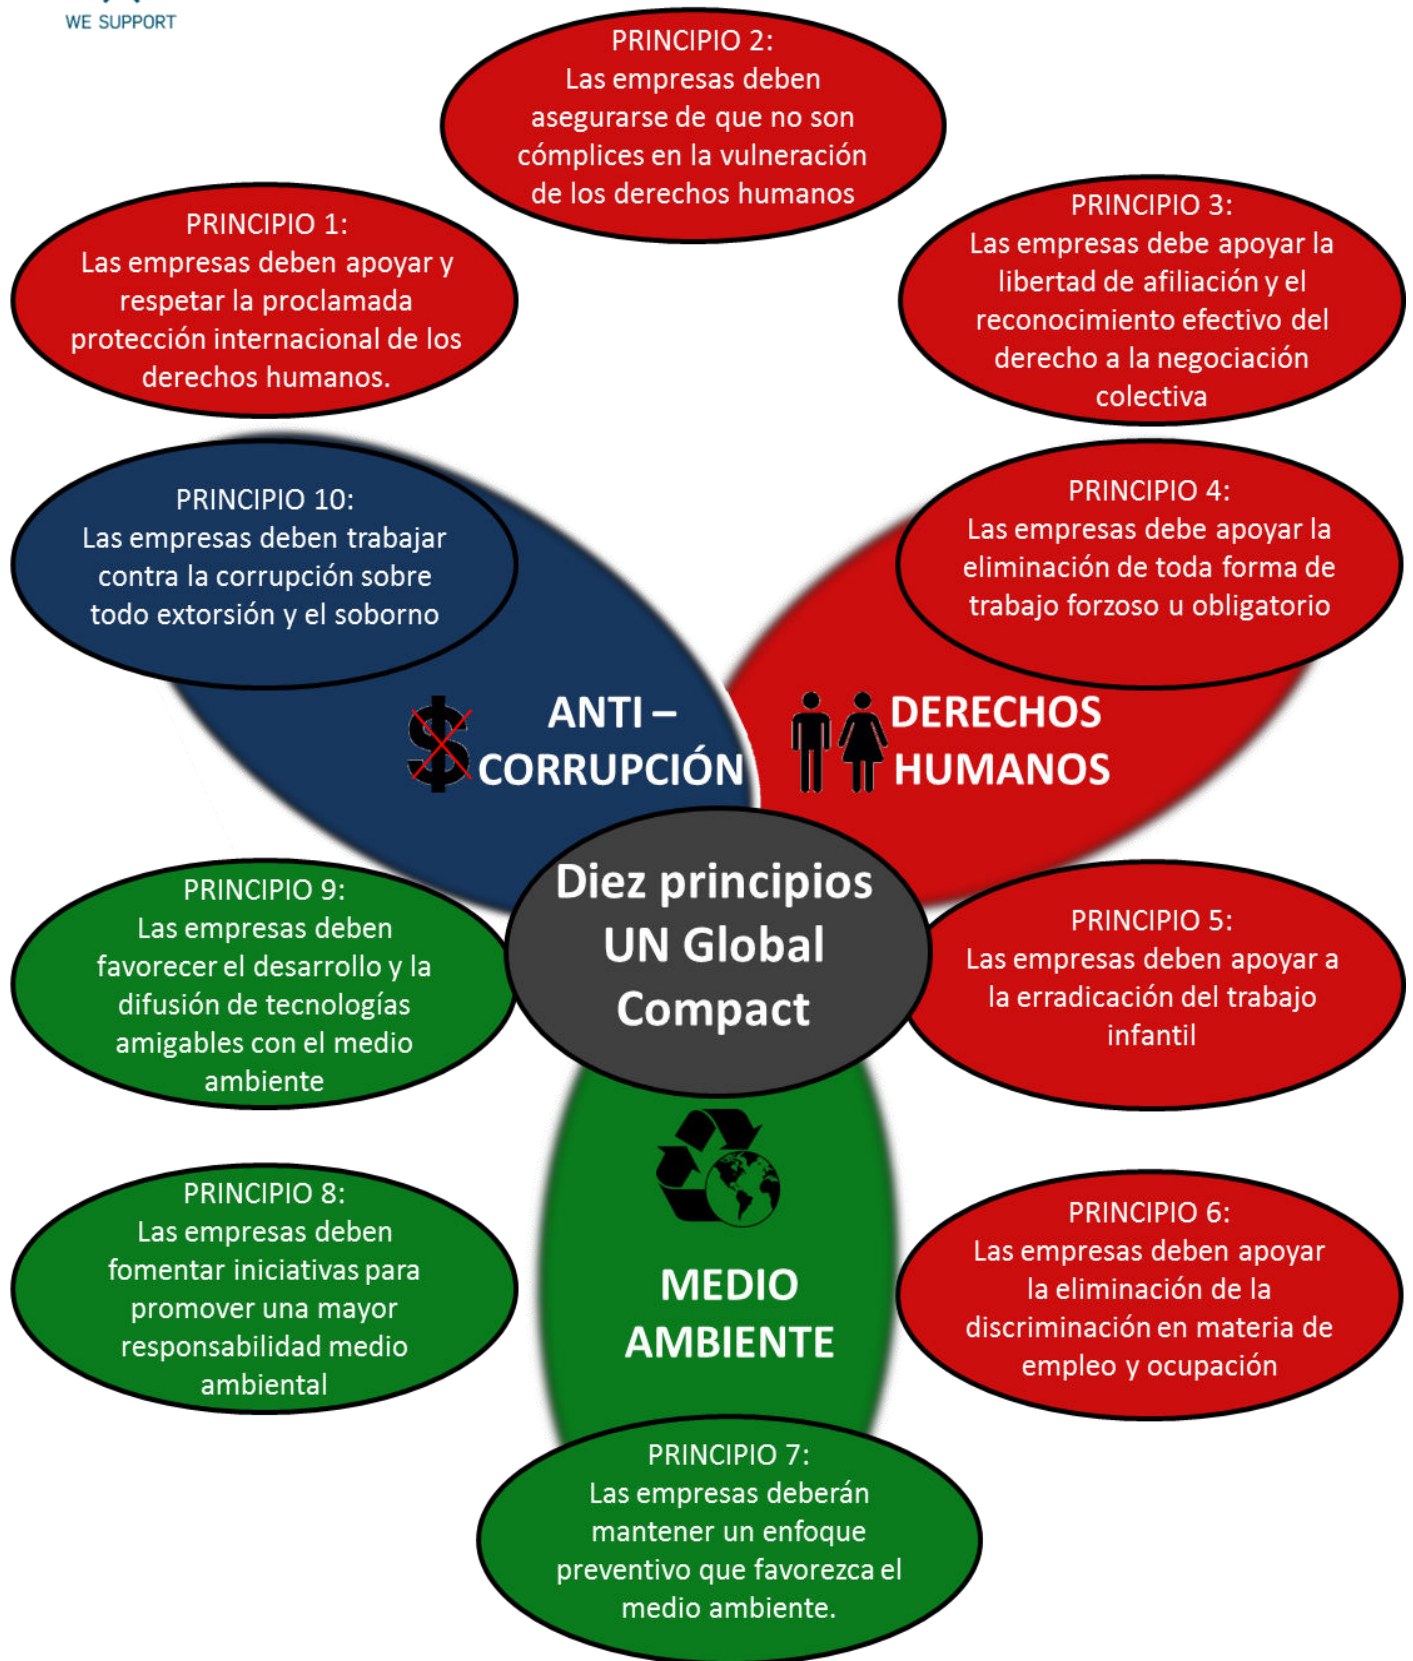 WE SUPPORT
PRINCIPIO 2:
Las empresas deben
asegurarse de que no son
cómplices en la vulneración
de los derechos humanos
PRINCIPIO 1:
Las empresas deben apoyar y
respetar la proclamada
protección internacional de los
derechos humanos.
PRINCIPIO 3:
Las empresas debe apoyar la
libertad de afiliación y el
reconocimiento efectivo del
derecho a la negociación
colectiva
PRINCIPIO 10:
Las empresas deben trabajar
contra la corrupción sobre
todo extorsión y el soborno
PRINCIPIO 4:
Las empresas debe apoyar la
eliminación de toda forma de
trabajo forzoso u obligatorio
ANTI –
CORRUPCIÓN
DERECHOS
HUMANOS
Diez principios
UN Global
Compact
PRINCIPIO 9:
Las empresas deben
favorecer el desarrollo y la
difusión de tecnologías
amigables con el medio
ambiente
PRINCIPIO 5:
Las empresas deben apoyar a
la erradicación del trabajo
infantil
PRINCIPIO 8:
Las empresas deben
fomentar iniciativas para
promover una mayor
responsabilidad medio
ambiental
MEDIO
AMBIENTE
PRINCIPIO 6:
Las empresas deben apoyar
la eliminación de la
discriminación en materia de
empleo y ocupación
PRINCIPIO 7:
Las empresas deberán
mantener un enfoque
preventivo que favorezca el
medio ambiente.